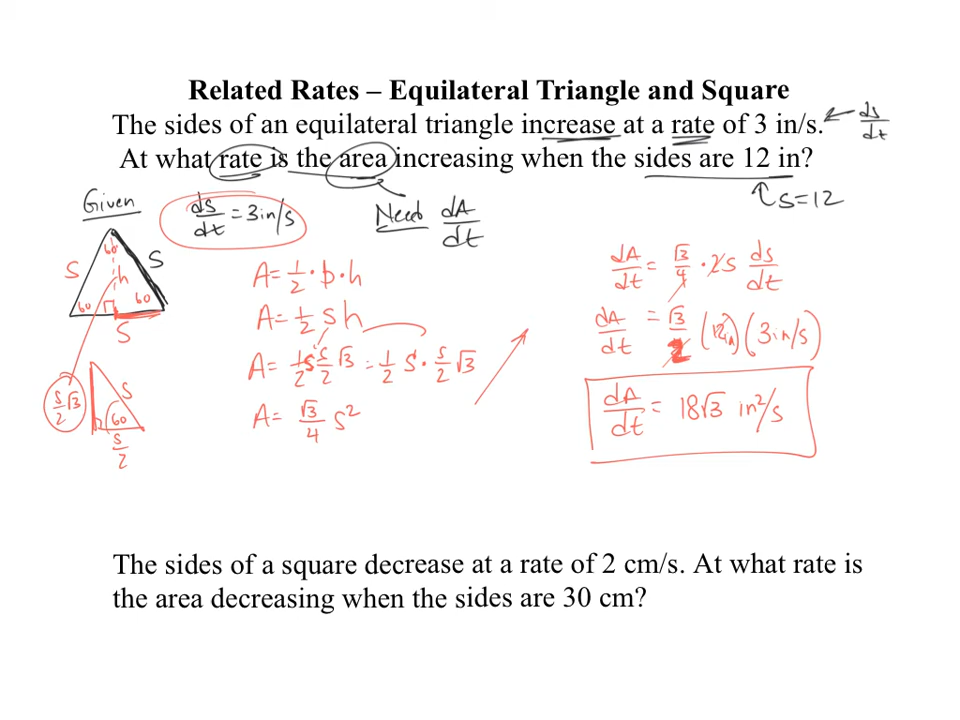 Related Rates – Equilateral Triangle and Square
The sides of an equilateral triangle increase at a rate of 3 in/s. ← ds/dt
At what rate is the area increasing when the sides are 12 in?
↑ s=12
Given
ds/dt = 3in/s
Need dA/dt
60
S
S
h
60
60
S
A= 1/2 · b · h
A= 1/2 s h
A= 1/2 s s/2 √3 = 1/2 s · s/2 √3
A= √3/4 s²
s/2 √3
S
60
s/2
dA/dt = √3/4 · 2s ds/dt
dA/dt = √3/2 (12in)(3in/s)
dA/dt = 18√3 in²/s
The sides of a square decrease at a rate of 2 cm/s. At what rate is
the area decreasing when the sides are 30 cm?